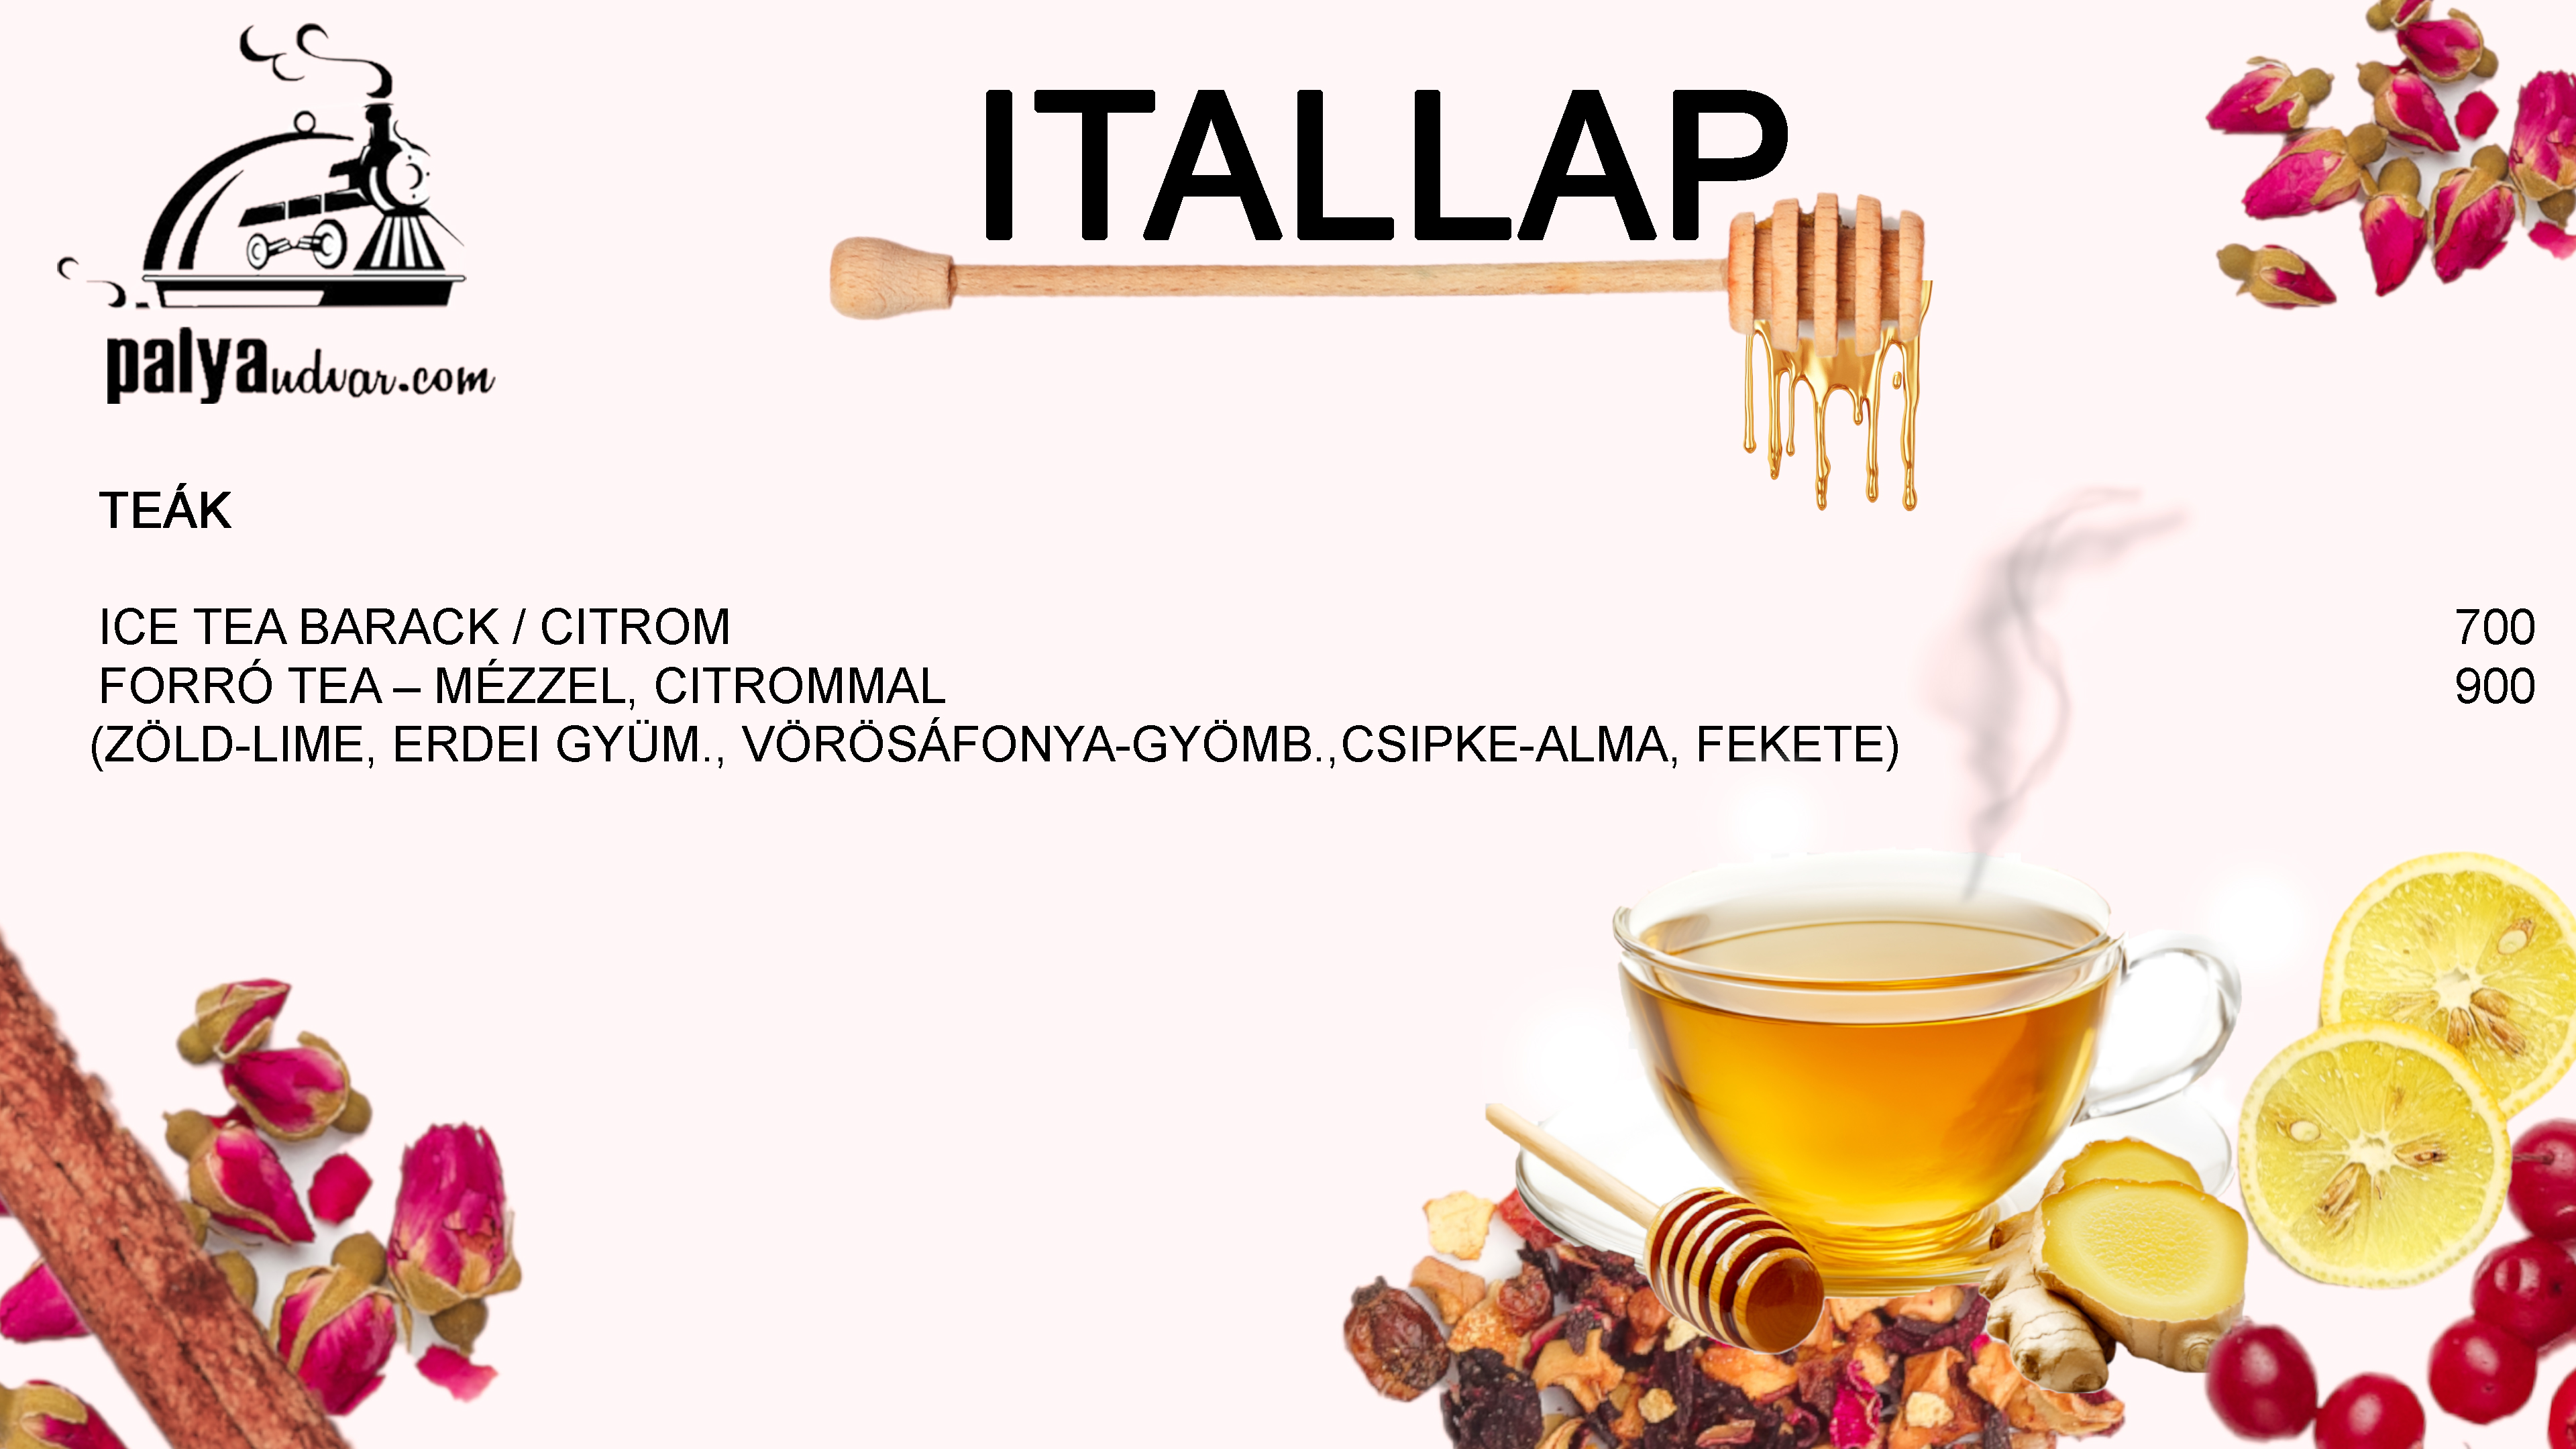 ITALLAP
palyAudvar.com
TEÁK
ICE TEA BARACK / CITROM 700
FORRÓ TEA – MÉZZEL, CITROMMAL 900
(ZÖLD-LIME, ERDEI GYÜM., VÖRÖSÁFONYA-GYÖMB.,CSIPKE-ALMA, FEKETE)